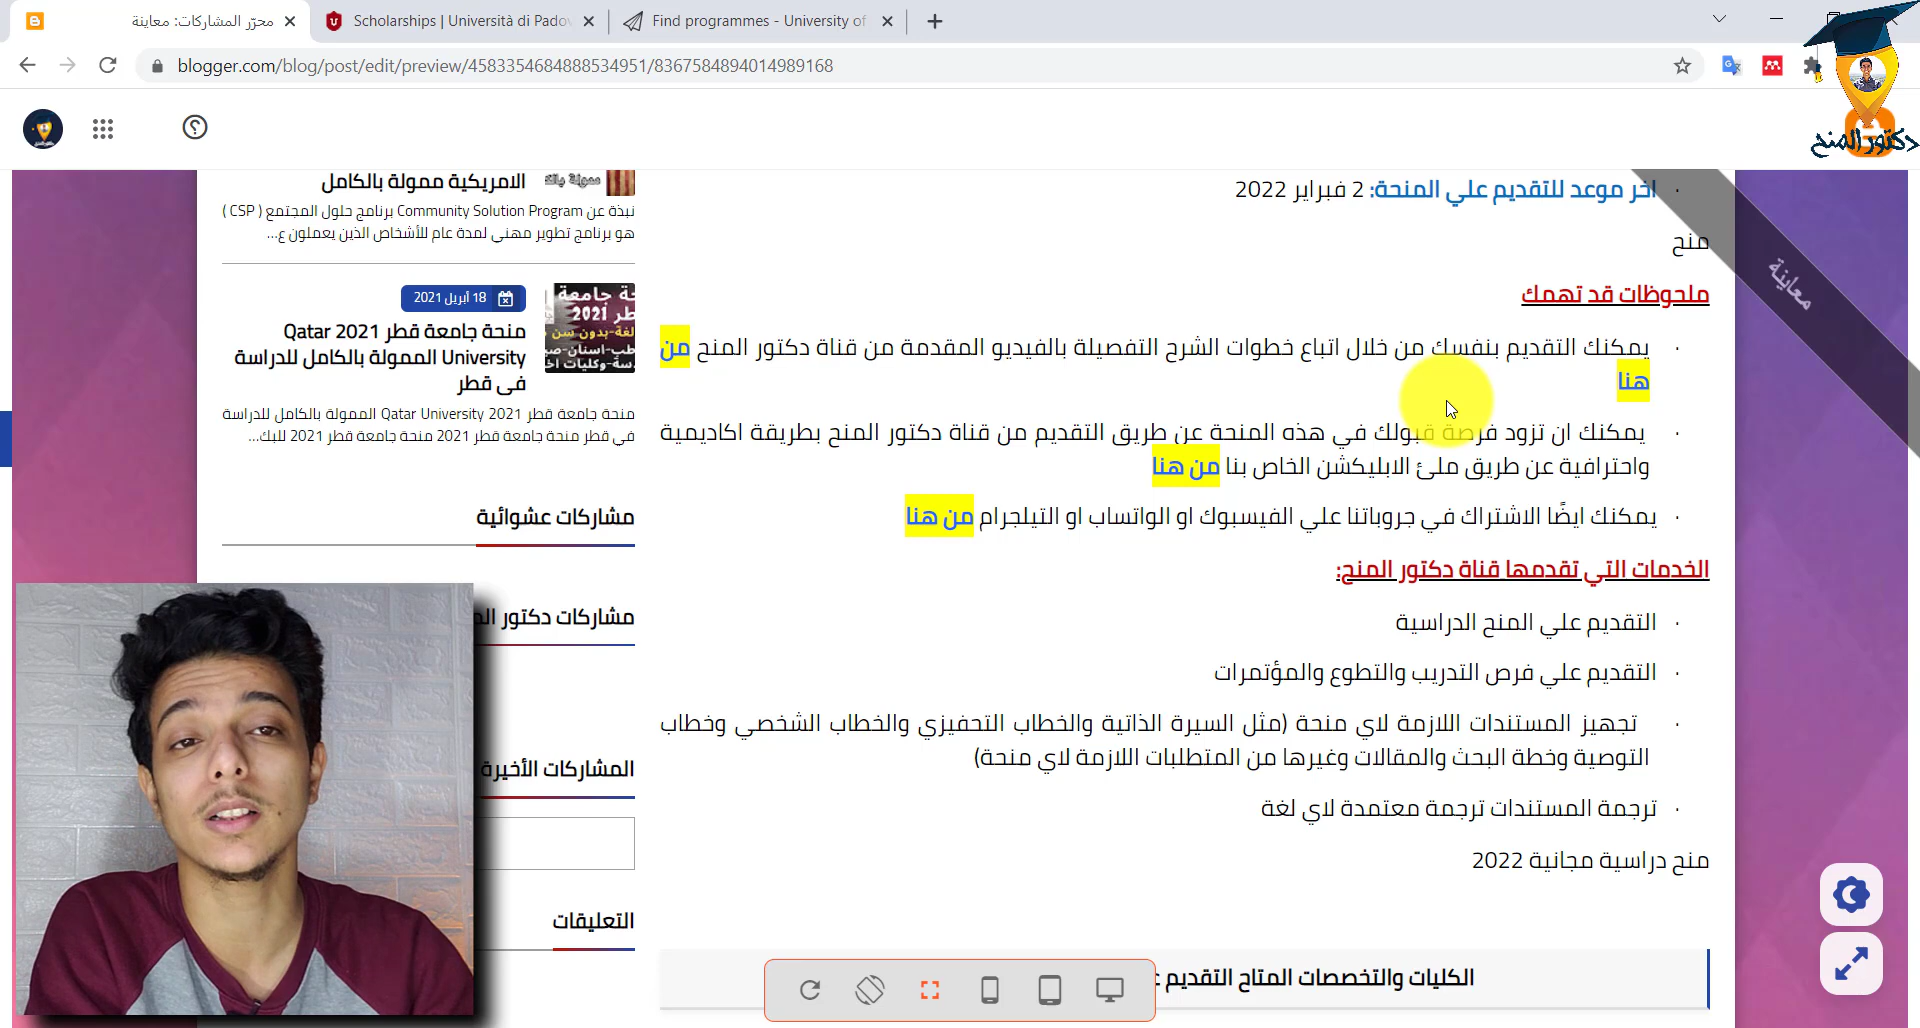 محرّر المشاركات: معاينة
Scholarships | Università di Padov
Find programmes - University of
blogger.com/blog/post/edit/preview/4583354684888534951/8367584894014989168
دكتور المنح
معاينة
اخر موعد للتقديم علي المنحة: 2 فبراير 2022
منح
ملحوظات قد تهمك
يمكنك التقديم بنفسك من خلال اتباع خطوات الشرح التفصيلة بالفيديو المقدمة من قناة دكتور المنح من
هنا
يمكنك ان تزود فرصة قبولك في هذه المنحة عن طريق التقديم من قناة دكتور المنح بطريقة اكاديمية
واحترافية عن طريق ملئ الابليكشن الخاص بنا من هنا
يمكنك ايضًا الاشتراك في جروباتنا علي الفيسبوك او الواتساب او التيلجرام من هنا
الخدمات التي تقدمها قناة دكتور المنح:
التقديم علي المنح الدراسية
التقديم علي فرص التدريب والتطوع والمؤتمرات
تجهيز المستندات اللازمة لاي منحة (مثل السيرة الذاتية والخطاب التحفيزي والخطاب الشخصي وخطاب
التوصية وخطة البحث والمقالات وغيرها من المتطلبات اللازمة لاي منحة)
ترجمة المستندات ترجمة معتمدة لاي لغة
منح دراسية مجانية 2022
الكليات والتخصصات المتاح التقديم
الامريكية ممولة بالكامل
نبذة عن Community Solution Program برنامج حلول المجتمع ( CSP )
هو برنامج تطوير مهني لمدة عام للأشخاص الذين يعملون ع...
18 أبريل 2021
منحة جامعة قطر 2021 Qatar
University الممولة بالكامل للدراسة
فى قطر
منحة جامعة قطر 2021 Qatar University الممولة بالكامل للدراسة
في قطر منحة جامعة قطر 2021 منحة جامعة قطر 2021 للبك...
مشاركات عشوائية
مشاركات دكتور
المشاركات الأخيرة
التعليقات